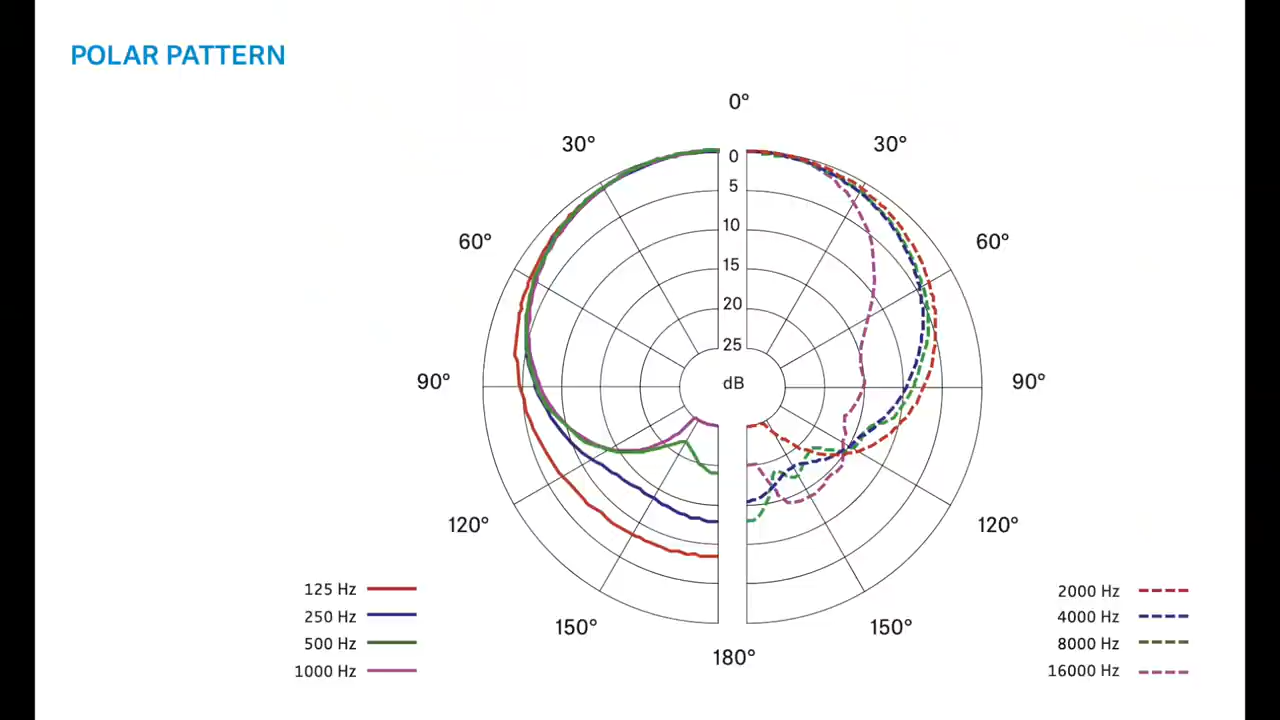 POLAR PATTERN
0°
30°
30°
0
5
10
15
20
25
dB
60°
60°
90°
90°
120°
120°
150°
150°
180°
125 Hz
250 Hz
500 Hz
1000 Hz
2000 Hz
4000 Hz
8000 Hz
16000 Hz